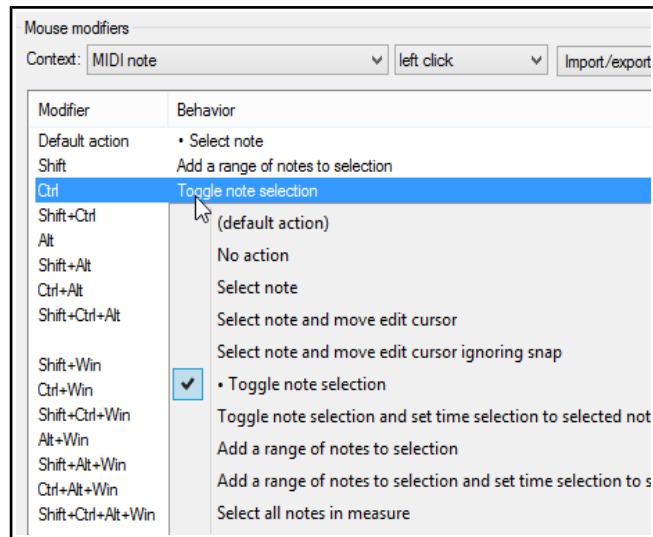 Mouse modifiers
Context: MIDI note left click Import/export
Modifier Behavior
Default action • Select note
Shift Add a range of notes to selection
Ctrl Toggle note selection
Shift+Ctrl (default action)
Alt
No action
Shift+Alt
Ctrl+Alt Select note
Shift+Ctrl+Alt Select note and move edit cursor
Select note and move edit cursor ignoring snap
Shift+Win
Ctrl+Win • Toggle note selection
Shift+Ctrl+Win Toggle note selection and set time selection to selected not
Alt+Win
Add a range of notes to selection
Shift+Alt+Win
Ctrl+Alt+Win Add a range of notes to selection and set time selection to s
Shift+Ctrl+Alt+Win Select all notes in measure